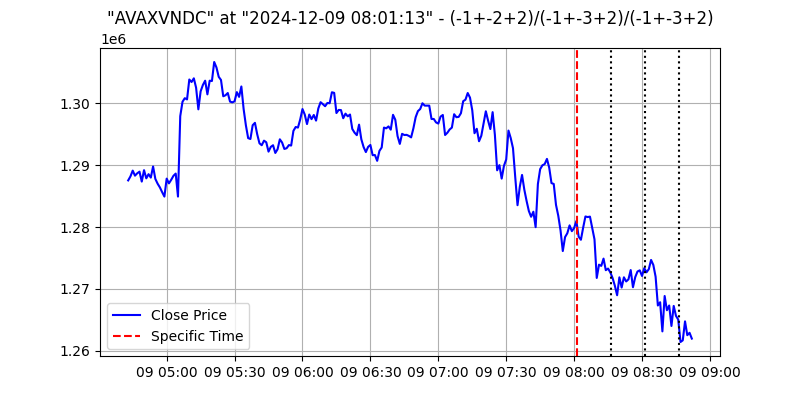 "AVAXVNDC" at "2024-12-09 08:01:13" - (-1+-2+2)/(-1+-3+2)/(-1+-3+2)
1e6
1.30
1.29
1.28
1.27
1.26
Close Price
Specific Time
09 05:00 09 05:30 09 06:00 09 06:30 09 07:00 09 07:30 09 08:00 09 08:30 09 09:00